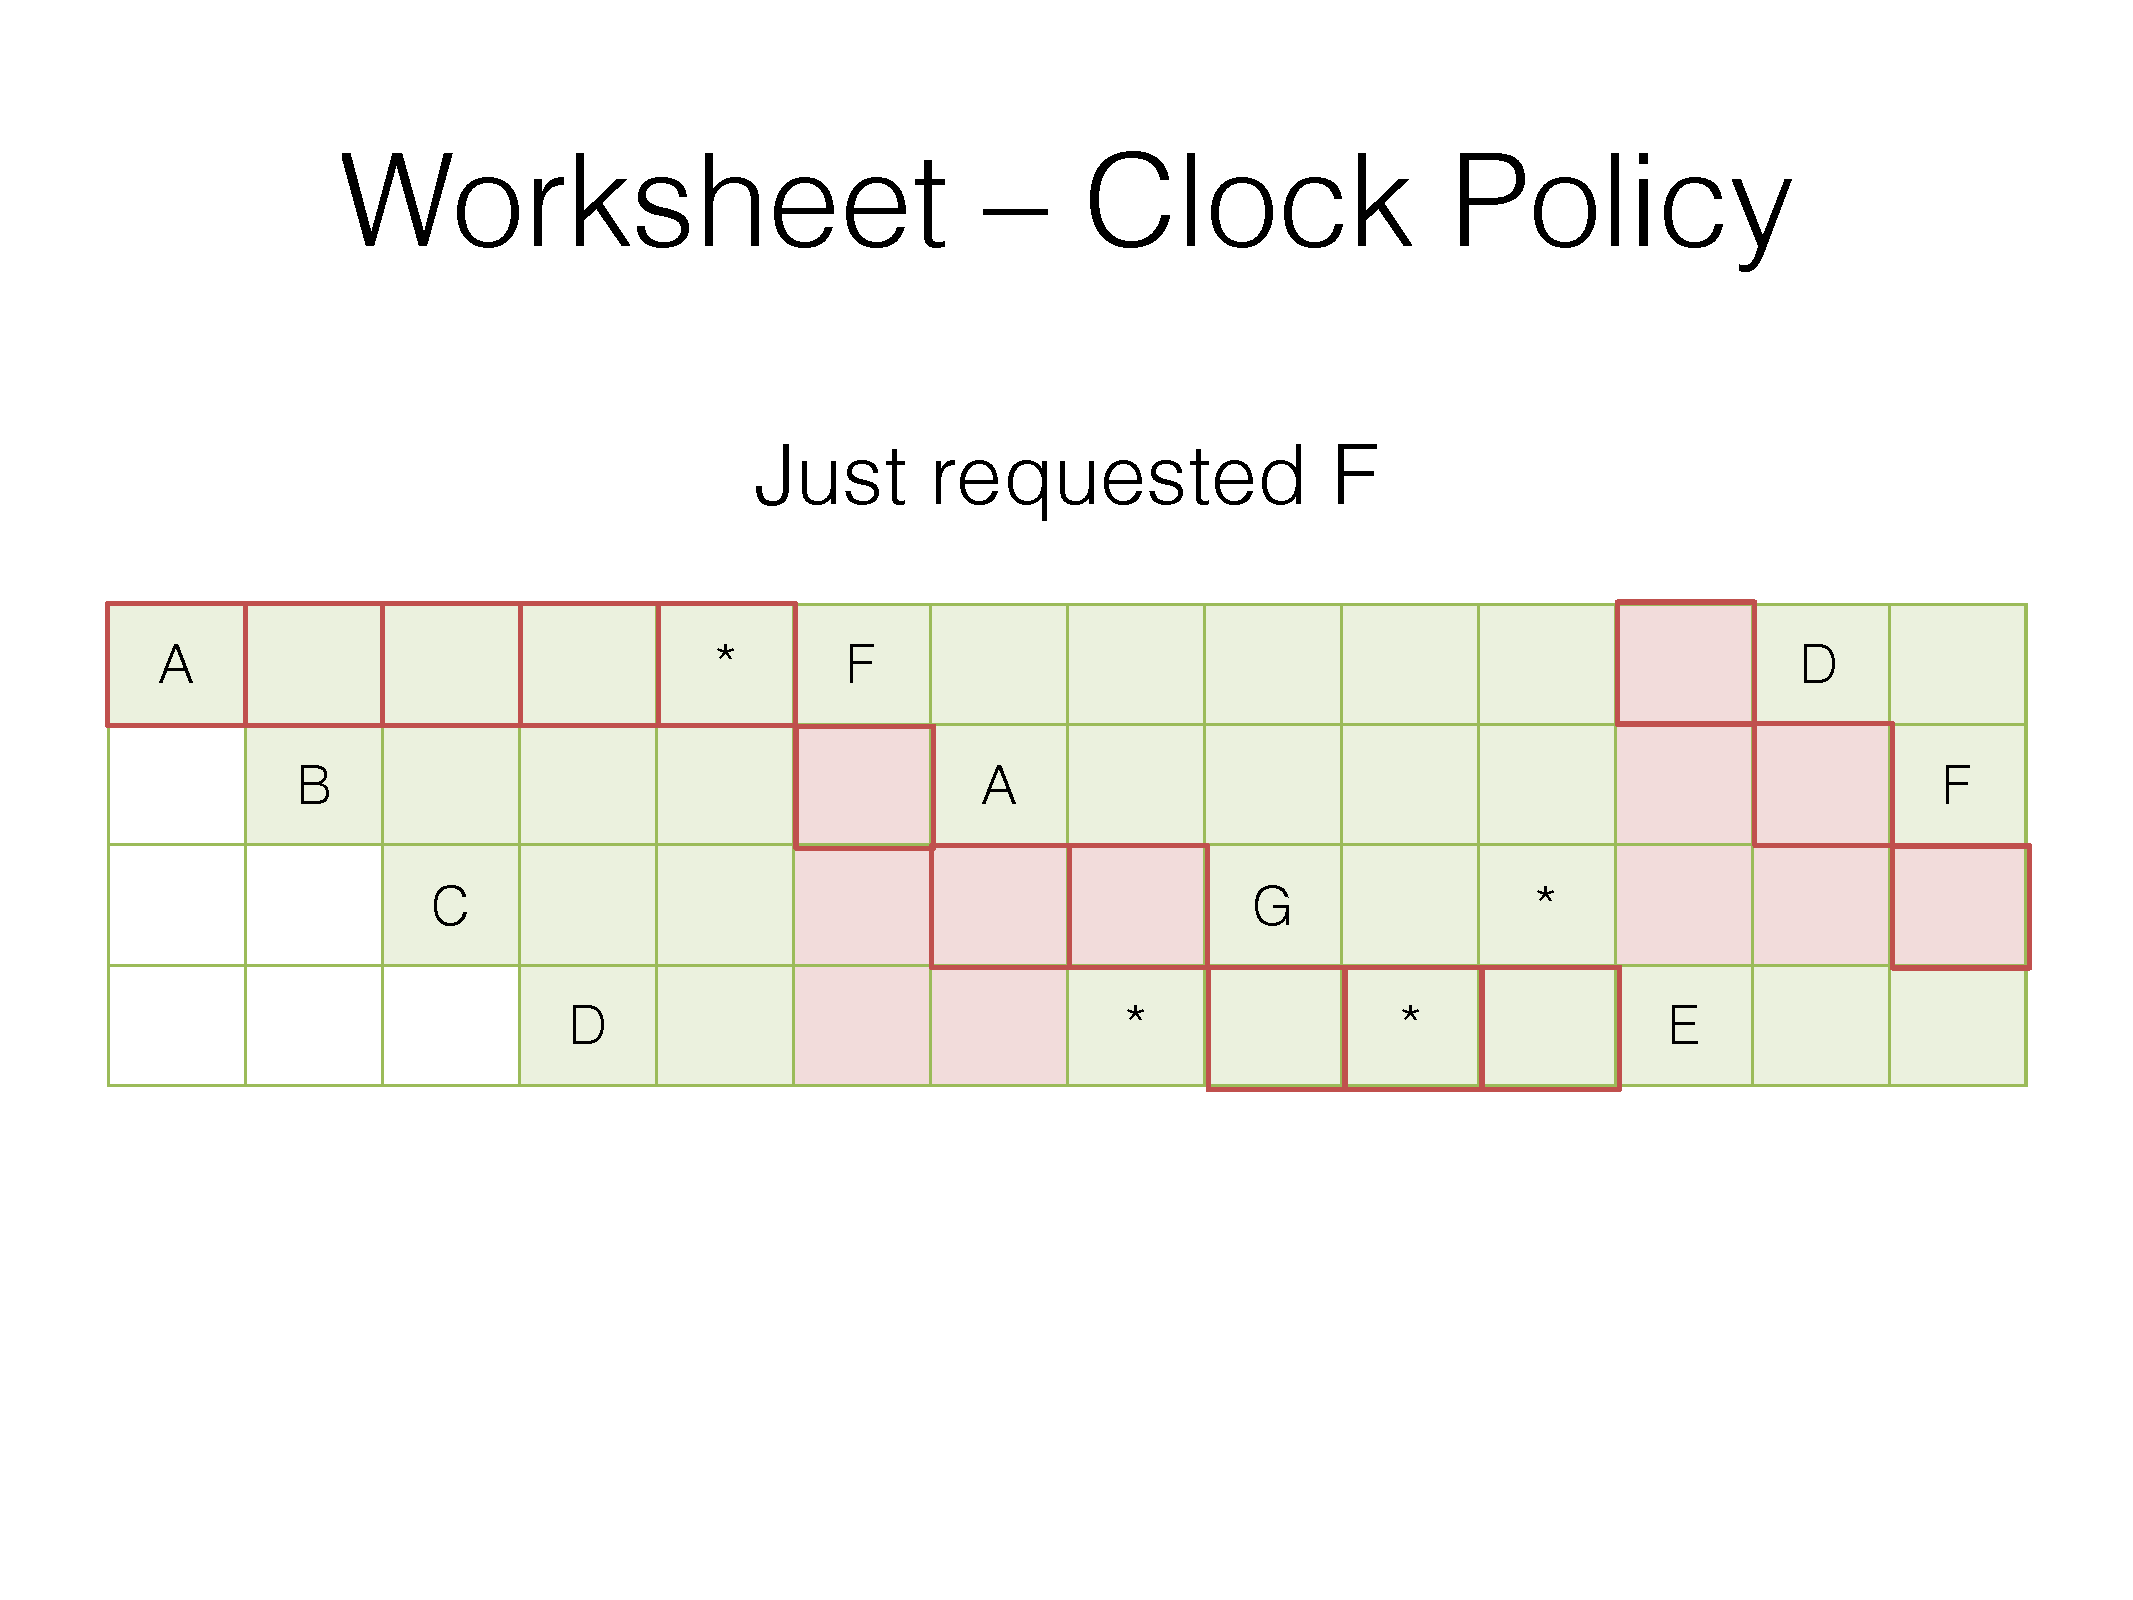 Worksheet – Clock Policy
Just requested F
A * F D
B A F
C G *
D * * E